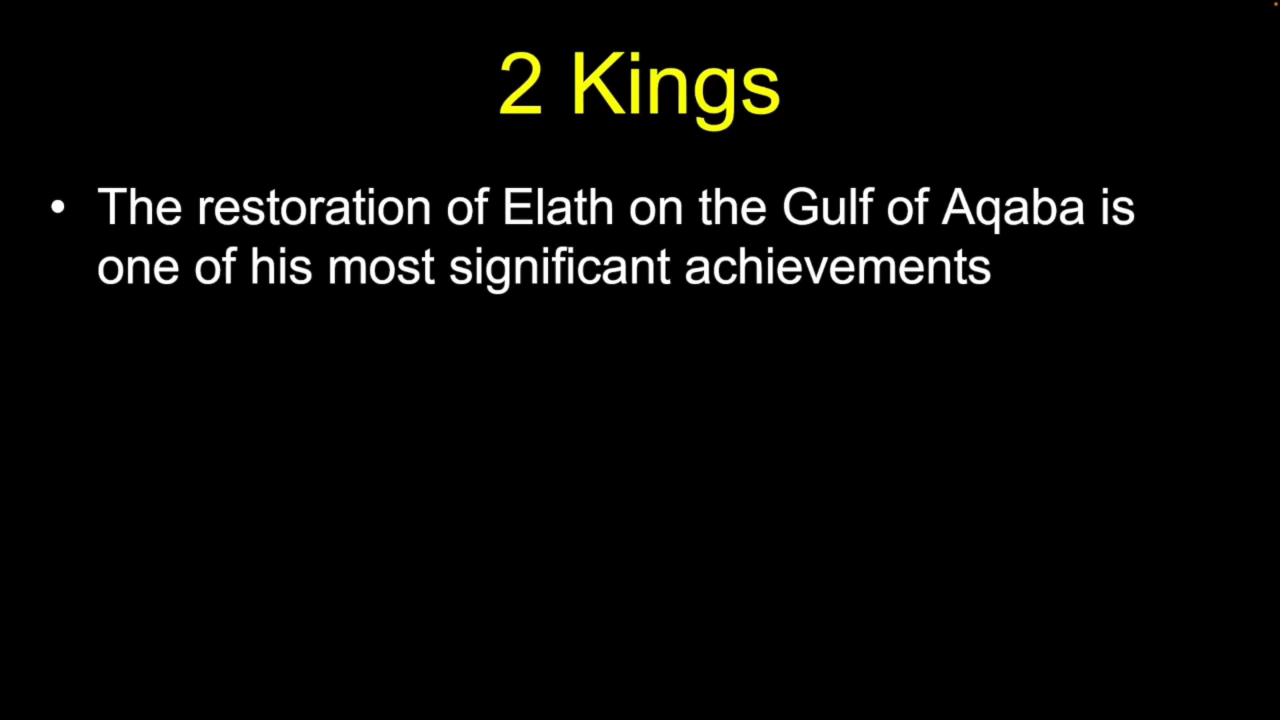 2 Kings
• The restoration of Elath on the Gulf of Aqaba is
one of his most significant achievements